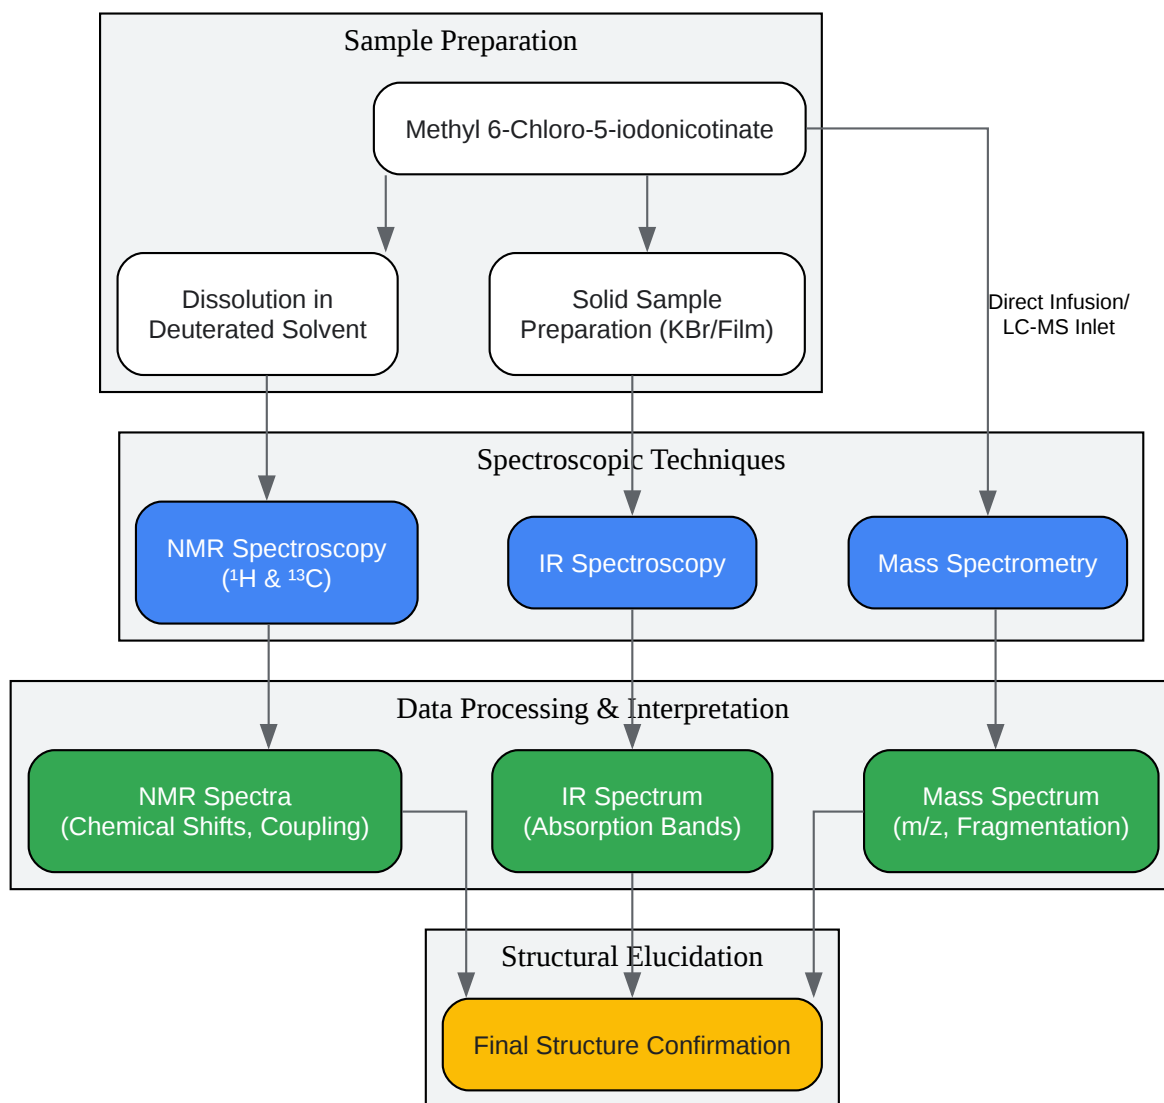 Sample Preparation
Methyl 6-Chloro-5-iodonicotinate
Dissolution in
Deuterated Solvent
Solid Sample
Preparation (KBr/Film)
Direct Infusion/
LC-MS Inlet
Spectroscopic Techniques
NMR Spectroscopy
(¹H & ¹³C)
IR Spectroscopy
Mass Spectrometry
Data Processing & Interpretation
NMR Spectra
(Chemical Shifts, Coupling)
IR Spectrum
(Absorption Bands)
Mass Spectrum
(m/z, Fragmentation)
Structural Elucidation
Final Structure Confirmation